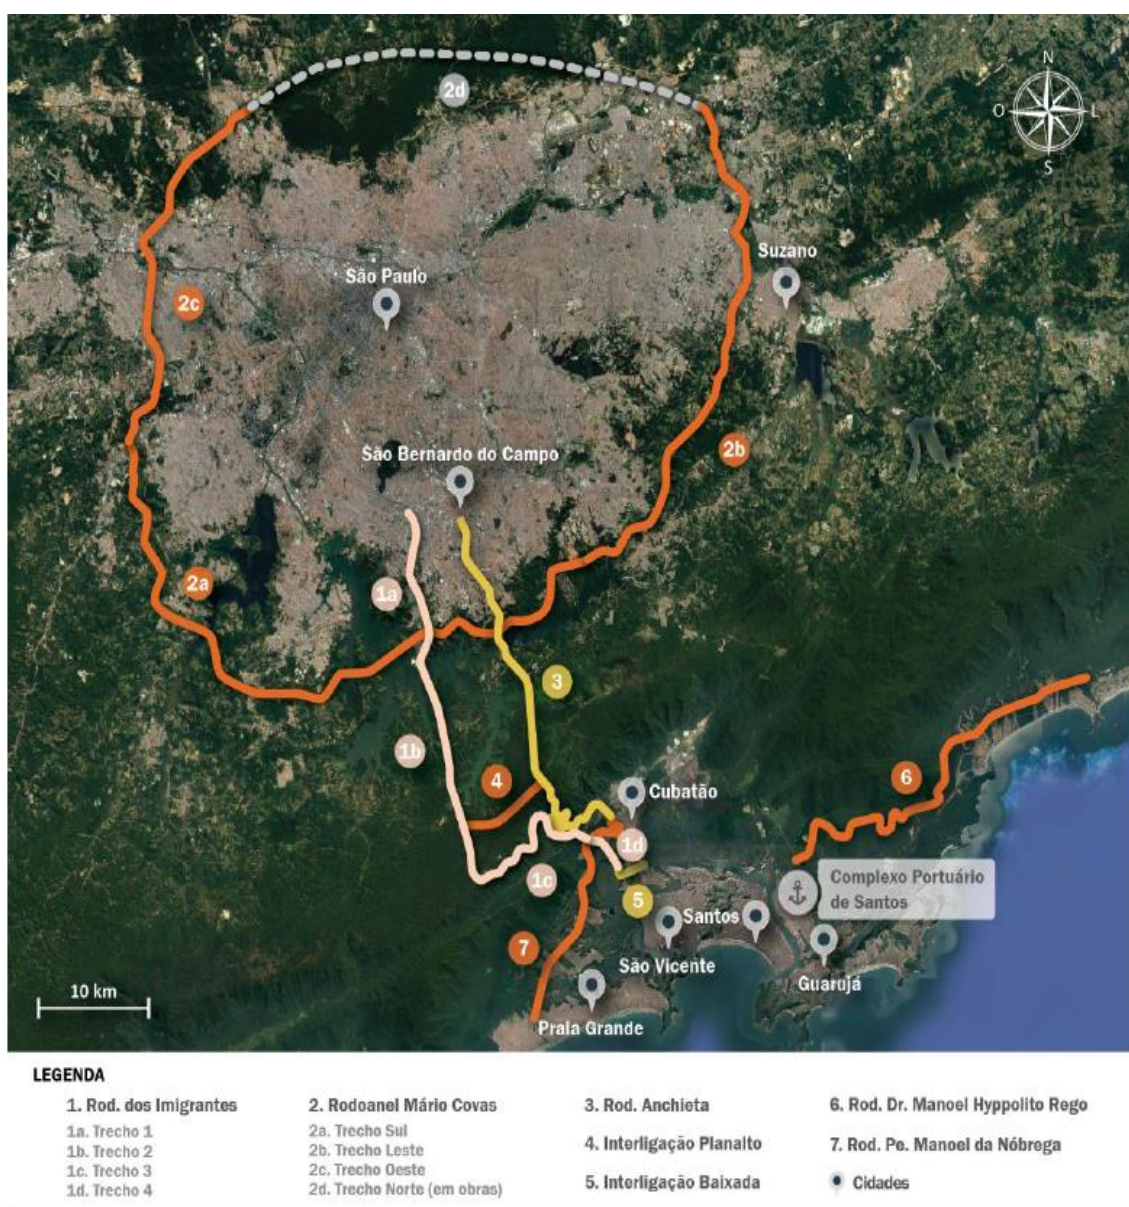 N
O
L
S
2d
Suzano
São Paulo
2c
São Bernardo do Campo
2b
2a
1a
3
1b
4
6
Cubatão
1d
1c
Complexo Portuário
de Santos
5
Santos
7
São Vicente
Guarujá
10 km
Praia Grande
LEGENDA
1. Rod. dos Imigrantes
1a. Trecho 1
1b. Trecho 2
1c. Trecho 3
1d. Trecho 4
2. Rodoanel Mário Covas
2a. Trecho Sul
2b. Trecho Leste
2c. Trecho Oeste
2d. Trecho Norte (em obras)
3. Rod. Anchieta
4. Interligação Planalto
5. Interligação Baixada
6. Rod. Dr. Manoel Hyppolito Rego
7. Rod. Pe. Manoel da Nóbrega
Cidades